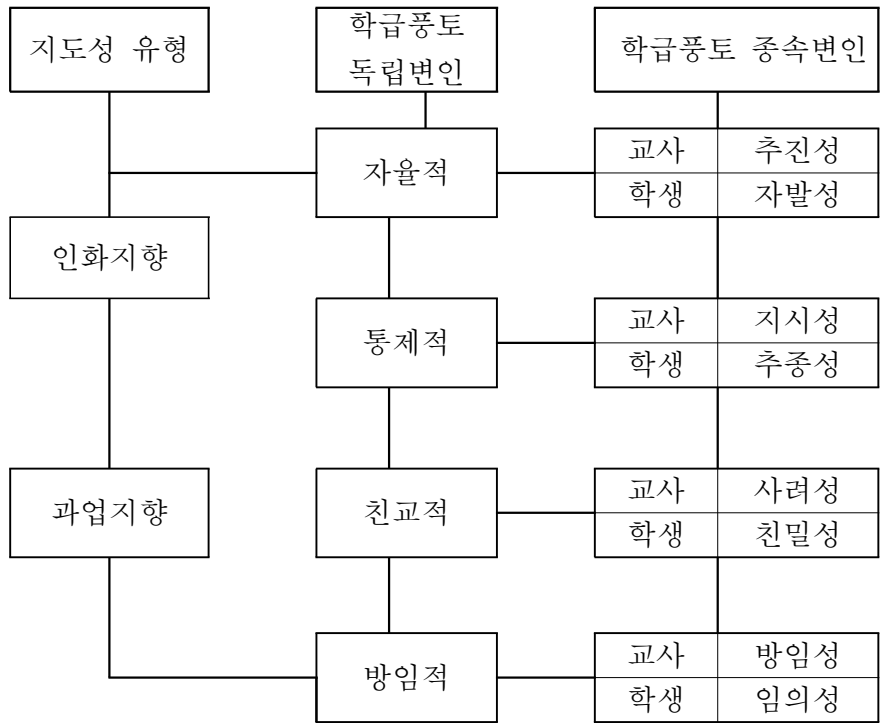 지도성 유형
학급풍토
독립변인
학급풍토 종속변인
자율적
교사 추진성
학생 자발성
인화지향
통제적
교사 지시성
학생 추종성
과업지향
친교적
교사 사려성
학생 친밀성
방임적
교사 방임성
학생 임의성